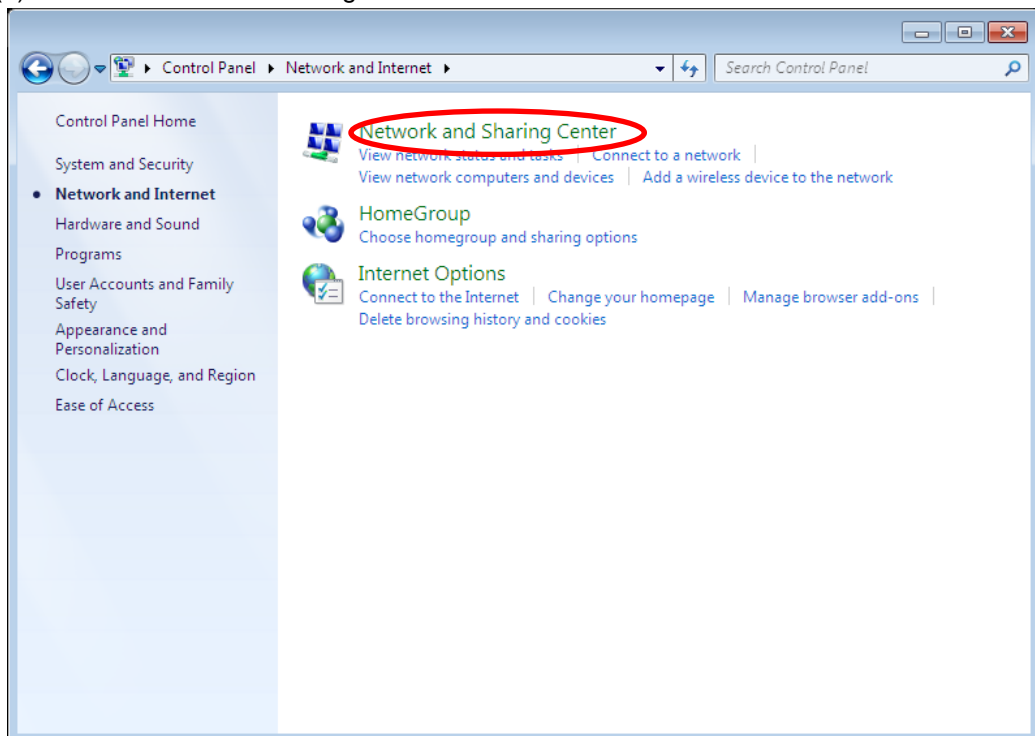 Control Panel ▸ Network and Internet ▸
Search Control Panel
Control Panel Home
System and Security
• Network and Internet
Hardware and Sound
Programs
User Accounts and Family
Safety
Appearance and
Personalization
Clock, Language, and Region
Ease of Access
Network and Sharing Center
View network status and tasks | Connect to a network |
View network computers and devices | Add a wireless device to the network
HomeGroup
Choose homegroup and sharing options
Internet Options
Connect to the Internet | Change your homepage | Manage browser add-ons |
Delete browsing history and cookies